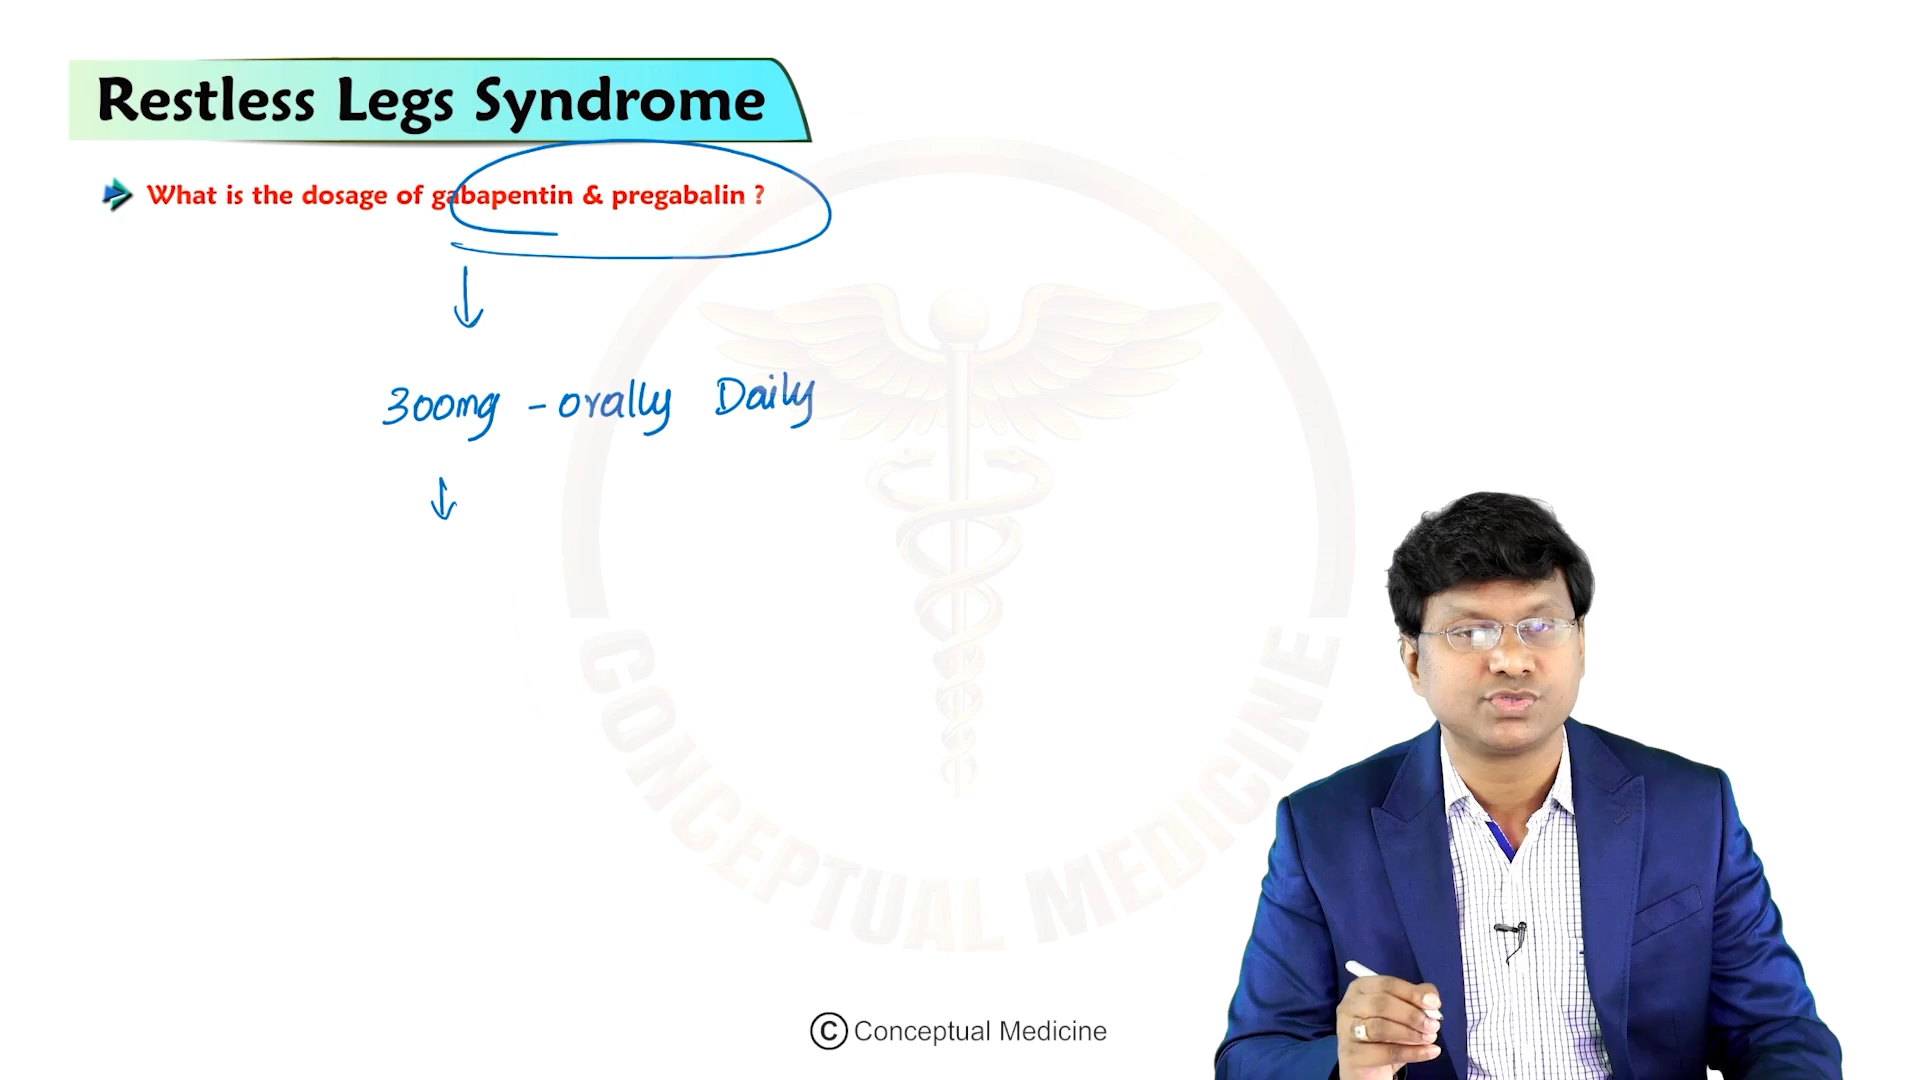 Restless Legs Syndrome
What is the dosage of gabapentin & pregabalin ?
300mg - orally Daily
CONCEPTUAL MEDICINE
© Conceptual Medicine